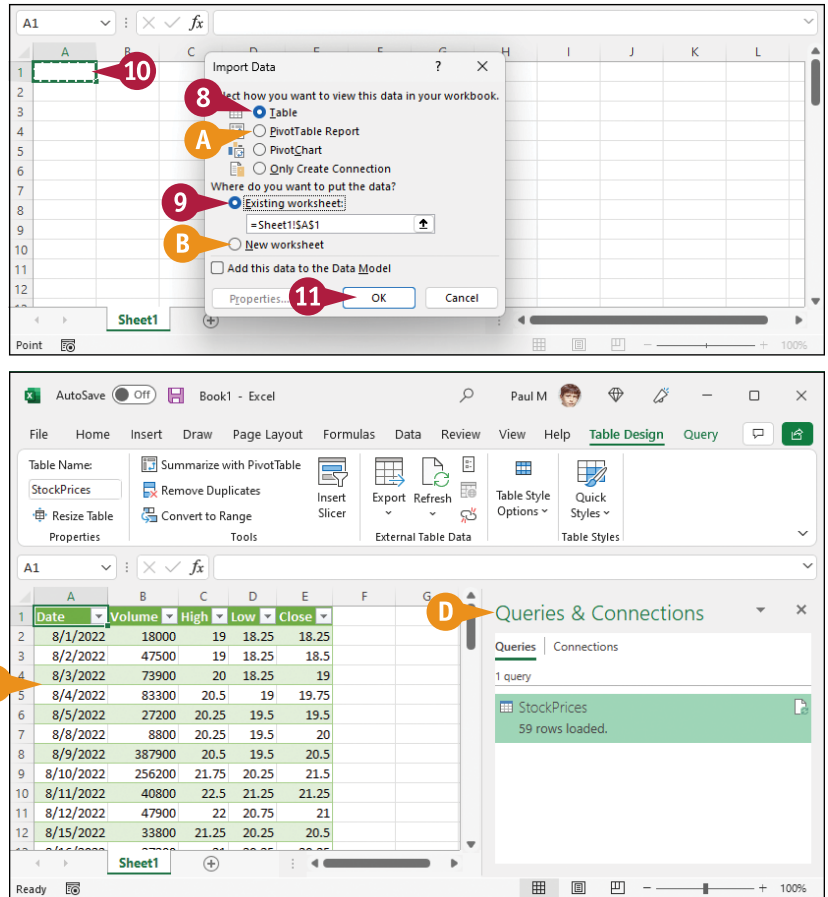 A1 fx
A B C D E F G H I J K L
1 10
Import Data ? ×
2
8 lect how you want to view this data in your workbook.
3 Table
4 A PivotTable Report
5 PivotChart
6 Only Create Connection
7 Where do you want to put the data?
8 9 Existing worksheet:
9 =Sheet1!$A$1
10 B New worksheet
11 Add this data to the Data Model
12 Properties... 11 OK Cancel
Sheet1
Point 100%
AutoSave Off Book1 - Excel Paul M
File Home Insert Draw Page Layout Formulas Data Review View Help Table Design Query
Table Name:
StockPrices
Resize Table
Properties
Summarize with PivotTable
Remove Duplicates
Convert to Range
Tools
Insert
Slicer
Export Refresh
External Table Data
Table Style
Options
Quick
Styles
Table Styles
A1 fx
A B C D E F G
1 Date Volume High Low Close
2 8/1/2022 18000 19 18.25 18.25
3 8/2/2022 47500 19 18.25 18.5
4 8/3/2022 73900 20 18.25 19
5 8/4/2022 83300 20.5 19 19.75
6 8/5/2022 27200 20.25 19.5 19.5
7 8/8/2022 8800 20.25 19.5 20
8 8/9/2022 387900 20.5 19.5 20.5
9 8/10/2022 256200 21.75 20.25 21.5
10 8/11/2022 40800 22.5 21.25 21.25
11 8/12/2022 47900 22 20.75 21
12 8/15/2022 33800 21.25 20.25 20.5
Sheet1
D Queries & Connections
Queries Connections
1 query
StockPrices
59 rows loaded.
Ready 100%